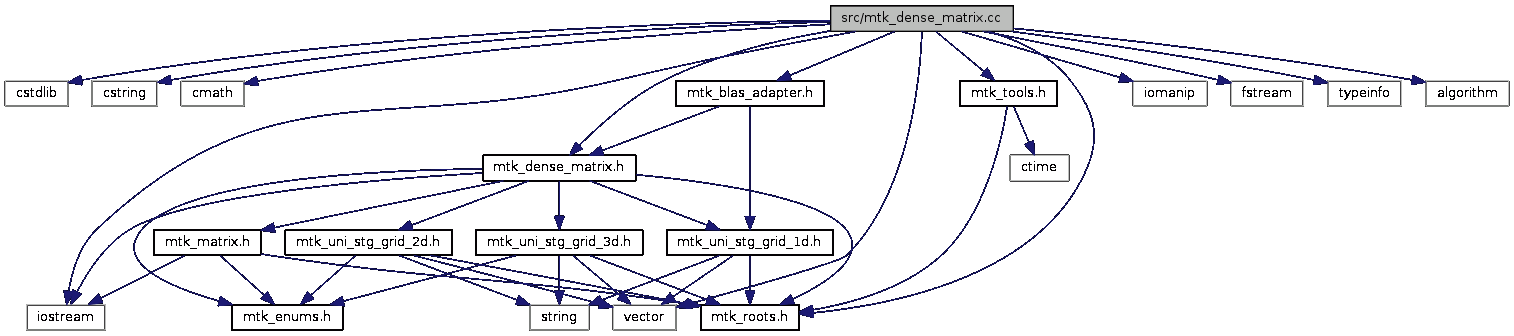 src/mtk_dense_matrix.cc
cstdlib
cstring
cmath
mtk_blas_adapter.h
mtk_tools.h
iomanip
fstream
typeinfo
algorithm
mtk_dense_matrix.h
ctime
mtk_matrix.h
mtk_uni_stg_grid_2d.h
mtk_uni_stg_grid_3d.h
mtk_uni_stg_grid_1d.h
iostream
mtk_enums.h
string
vector
mtk_roots.h